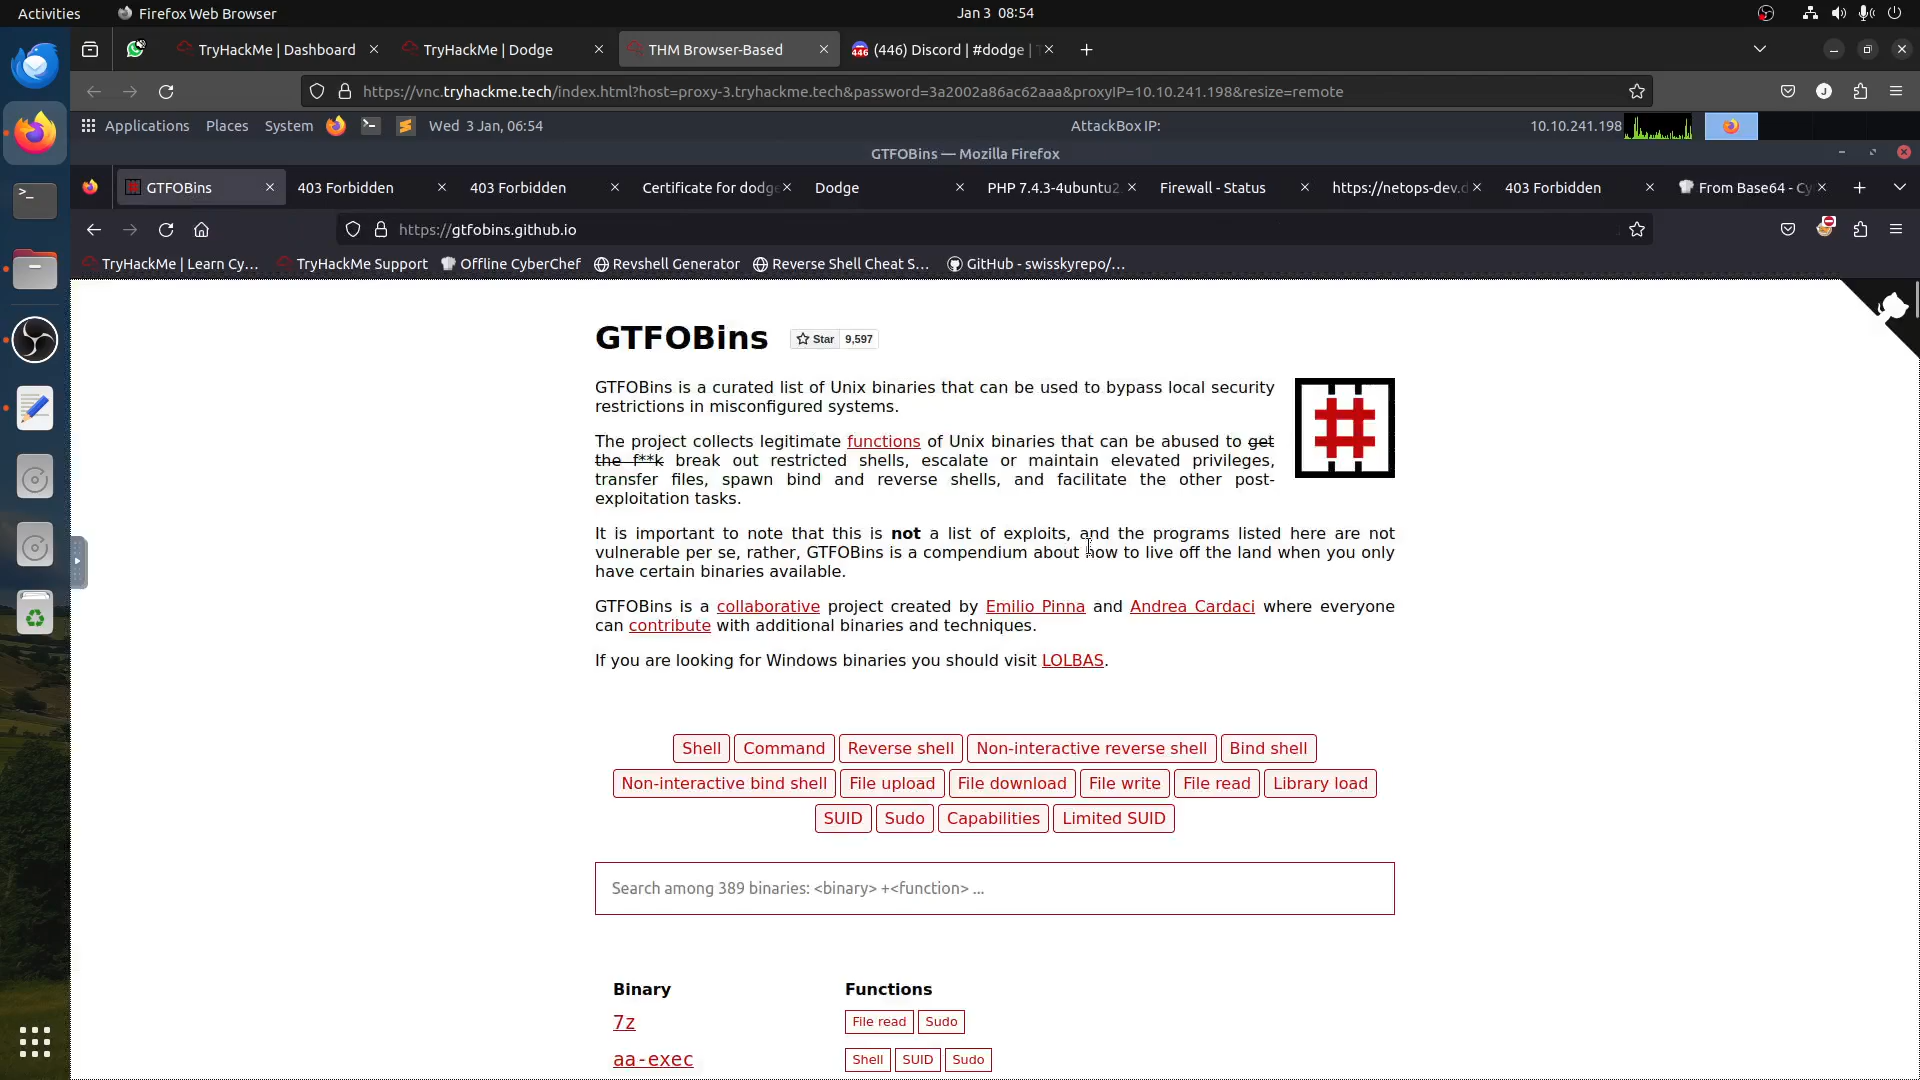 Activities Firefox Web Browser Jan 3 08:54
TryHackMe | Dashboard TryHackMe | Dodge THM Browser-Based 446 (446) Discord | #dodge |
https://vnc.tryhackme.tech/index.html?host=proxy-3.tryhackme.tech&password=3a2002a86ac62aaa&proxyIP=10.10.241.198&resize=remote J
Applications Places System Wed 3 Jan, 06:54 AttackBox IP: 10.10.241.198
GTFOBins — Mozilla Firefox
GTFOBins 403 Forbidden 403 Forbidden Certificate for dodge Dodge PHP 7.4.3-4ubuntu2. Firewall - Status https://netops-dev.d 403 Forbidden From Base64 - Cy
https://gtfobins.github.io
TryHackMe | Learn Cy... TryHackMe Support Offline CyberChef Revshell Generator Reverse Shell Cheat S... GitHub - swisskyrepo/...
GTFOBins Star 9,597
GTFOBins is a curated list of Unix binaries that can be used to bypass local security
restrictions in misconfigured systems.
The project collects legitimate functions of Unix binaries that can be abused to get
the f**k break out restricted shells, escalate or maintain elevated privileges,
transfer files, spawn bind and reverse shells, and facilitate the other post-
exploitation tasks.
It is important to note that this is not a list of exploits, and the programs listed here are not
vulnerable per se, rather, GTFOBins is a compendium about how to live off the land when you only
have certain binaries available.
GTFOBins is a collaborative project created by Emilio Pinna and Andrea Cardaci where everyone
can contribute with additional binaries and techniques.
If you are looking for Windows binaries you should visit LOLBAS.
Shell Command Reverse shell Non-interactive reverse shell Bind shell
Non-interactive bind shell File upload File download File write File read Library load
SUID Sudo Capabilities Limited SUID
Search among 389 binaries: <binary> +<function> ...
Binary Functions
7z File read Sudo
aa-exec Shell SUID Sudo